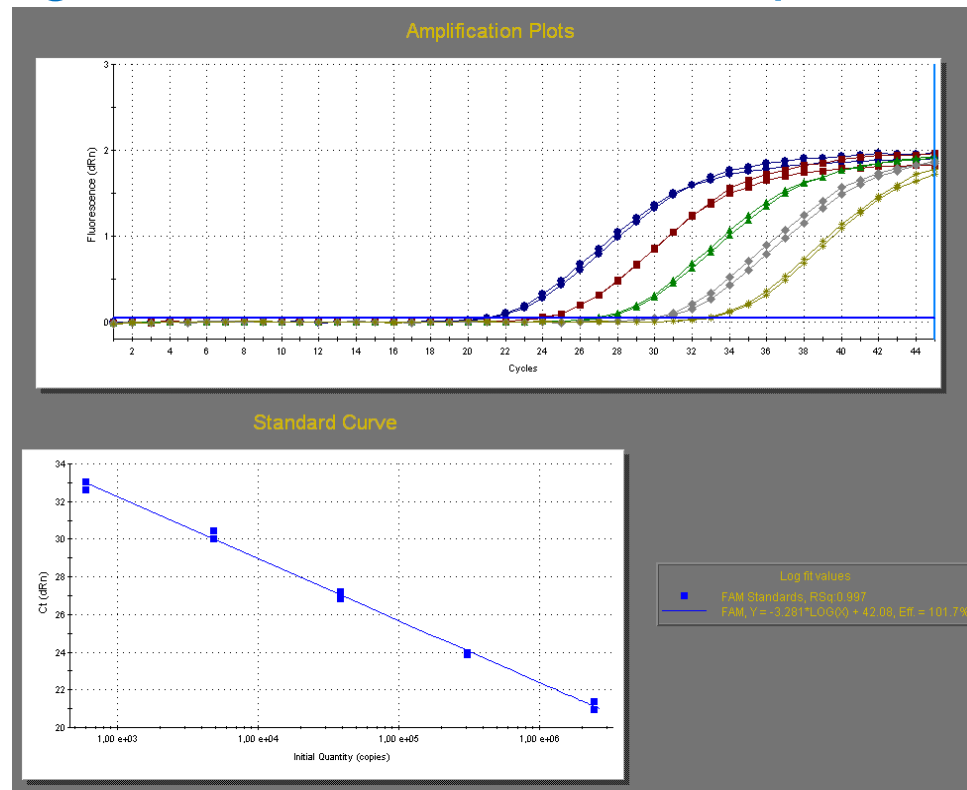 Amplification Plots
3
2
1
0
Fluorescence (dRn)
2 4 6 8 10 12 14 16 18 20 22 24 26 28 30 32 34 36 38 40 42 44
Cycles
Standard Curve
34
32
30
28
26
24
22
20
Ct (dRn)
1,00 e+03 1,00 e+04 1,00 e+05 1,00 e+06
Initial Quantity (copies)
Log fit values
FAM Standards, RSq:0.997
FAM, Y = -3.281*LOG(X) + 42.08, Eff. = 101.7%